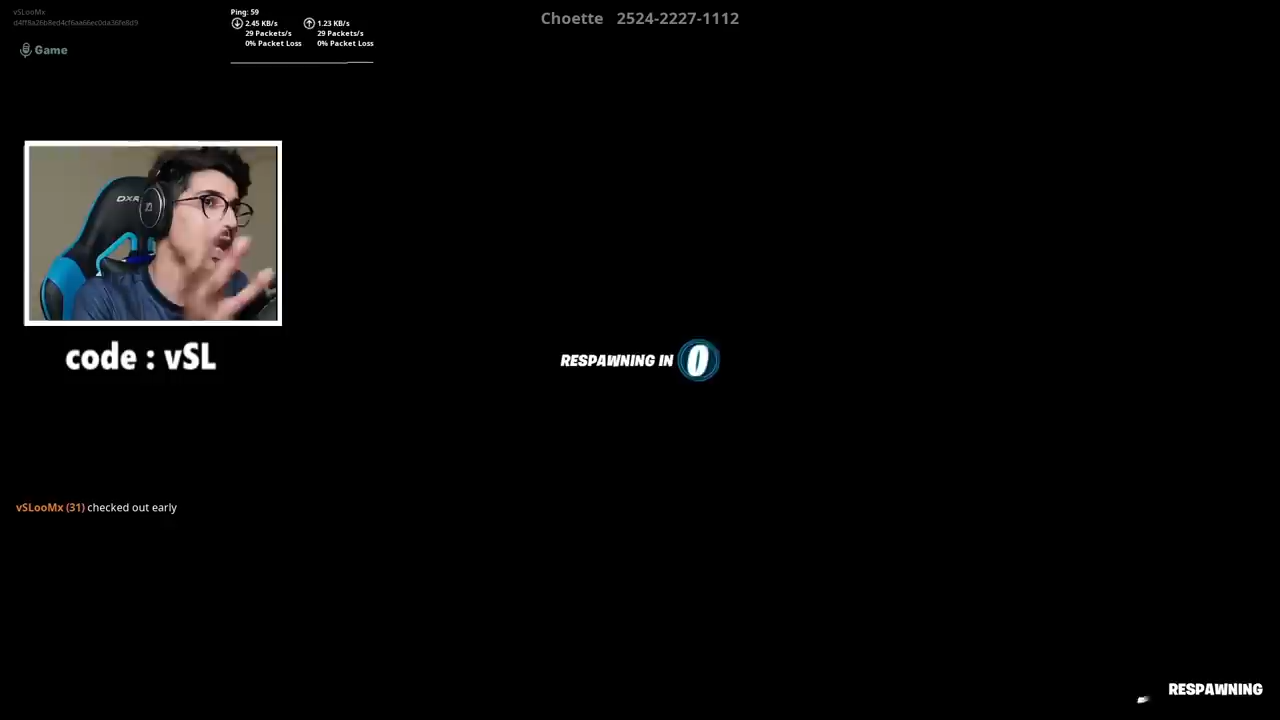 vSLooMx
Ping: 59
Choette 2524-2227-1112
2.45 KB/s
1.23 KB/s
29 Packets/s
29 Packets/s
0% Packet Loss
0% Packet Loss
Game
DXR
code : vSL
RESPAWNING IN 0
vSLooMx (31) checked out early
RESPAWNING